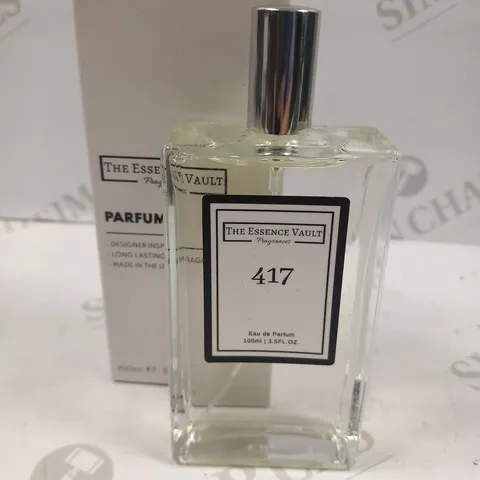 THE ESSENCE VAULT
Fragrances
417
Eau de Parfum
100ml | 3.5FL.OZ
THE ESSE VAULT
PARFUM
· DESIGNER INSP
· LONG LASTING
· MADE IN THE U